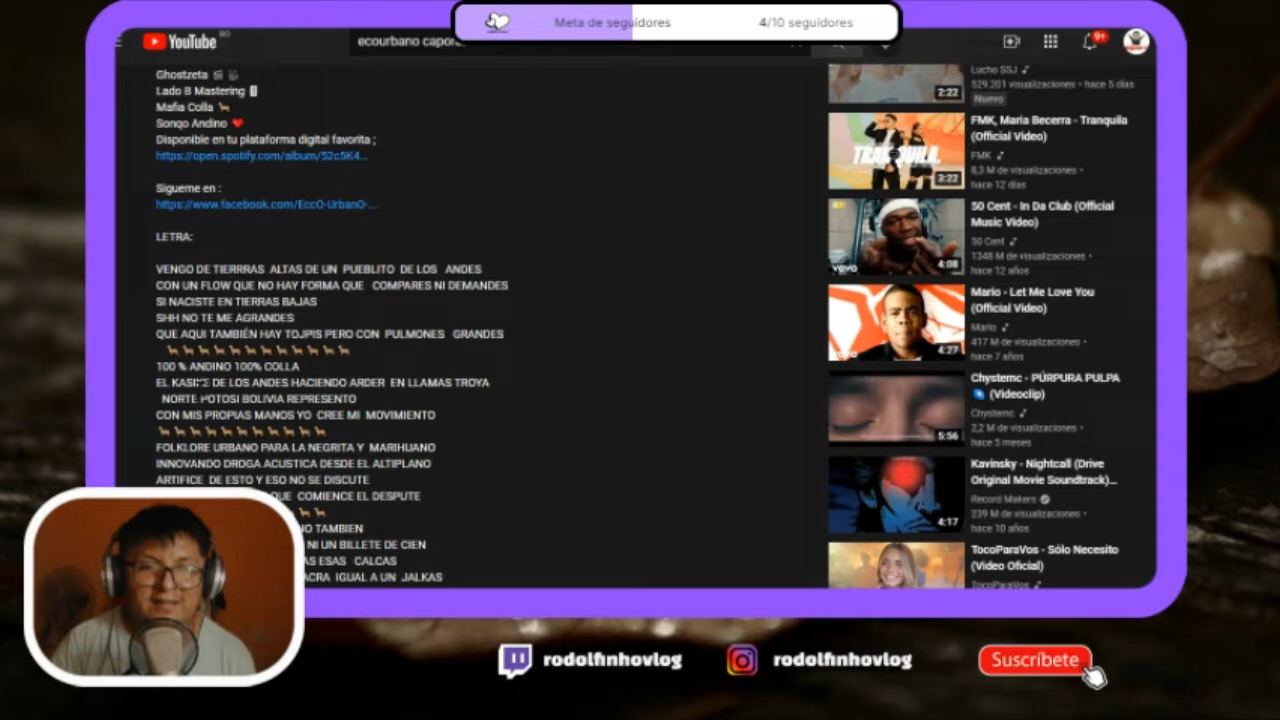 Meta de seguidores 4/10 seguidores
YouTube BO
ecourbano capora
9+
Ghostzeta
Lado B Mastering
Mafia Colla
Sonqo Andino
Disponible en tu plataforma digital favorita ;
https://open.spotify.com/album/52c5K4...
Sigueme en :
https://www.facebook.com/EccO-UrbanO-...
LETRA:
VENGO DE TIERRRAS ALTAS DE UN PUEBLITO DE LOS ANDES
CON UN FLOW QUE NO HAY FORMA QUE COMPARES NI DEMANDES
SI NACISTE EN TIERRAS BAJAS
SHH NO TE ME AGRANDES
QUE AQUI TAMBIÉN HAY TOJPIS PERO CON PULMONES GRANDES
100 % ANDINO 100% COLLA
EL DE LOS ANDES HACIENDO ARDER EN LLAMAS TROYA
NORTE POTOSI BOLIVIA REPRESENTO
CON MIS PROPIAS MANOS YO CREE MI MOVIMIENTO
FOLKLORE URBANO PARA LA NEGRITA Y MARIHUANO
INNOVANDO DROGA ACUSTICA DESDE EL ALTIPLANO
ARTIFICE DE ESTO Y ESO NO SE DISCUTE
QUE COMIENCE EL DESPUTE
NO TAMBIEN
NI UN BILLETE DE CIEN
AS ESAS CALCAS
ACRA IGUAL A UN JALKAS
2:22
Lucho SSJ
529.201 visualizaciones • hace 5 días
Nuevo
TRANQUILA.
3:22
FMK, Maria Becerra - Tranquila
(Official Video)
FMK
8,3 M de visualizaciones •
hace 12 días
4K
vevo
4:08
50 Cent - In Da Club (Official
Music Video)
50 Cent
1348 M de visualizaciones •
hace 12 años
4:27
Mario - Let Me Love You
(Official Video)
Mario
417 M de visualizaciones •
hace 7 años
5:56
Chystemc - PÚRPURA PULPA
(Videoclip)
Chystemc
2,2 M de visualizaciones •
hace 5 meses
4:17
Kavinsky - Nightcall (Drive
Original Movie Soundtrack)...
Record Makers
239 M de visualizaciones •
hace 10 años
TocoParaVos - Sólo Necesito
(Video Oficial)
TocoParaVos
rodolfinhovlog
rodolfinhovlog
Suscríbete